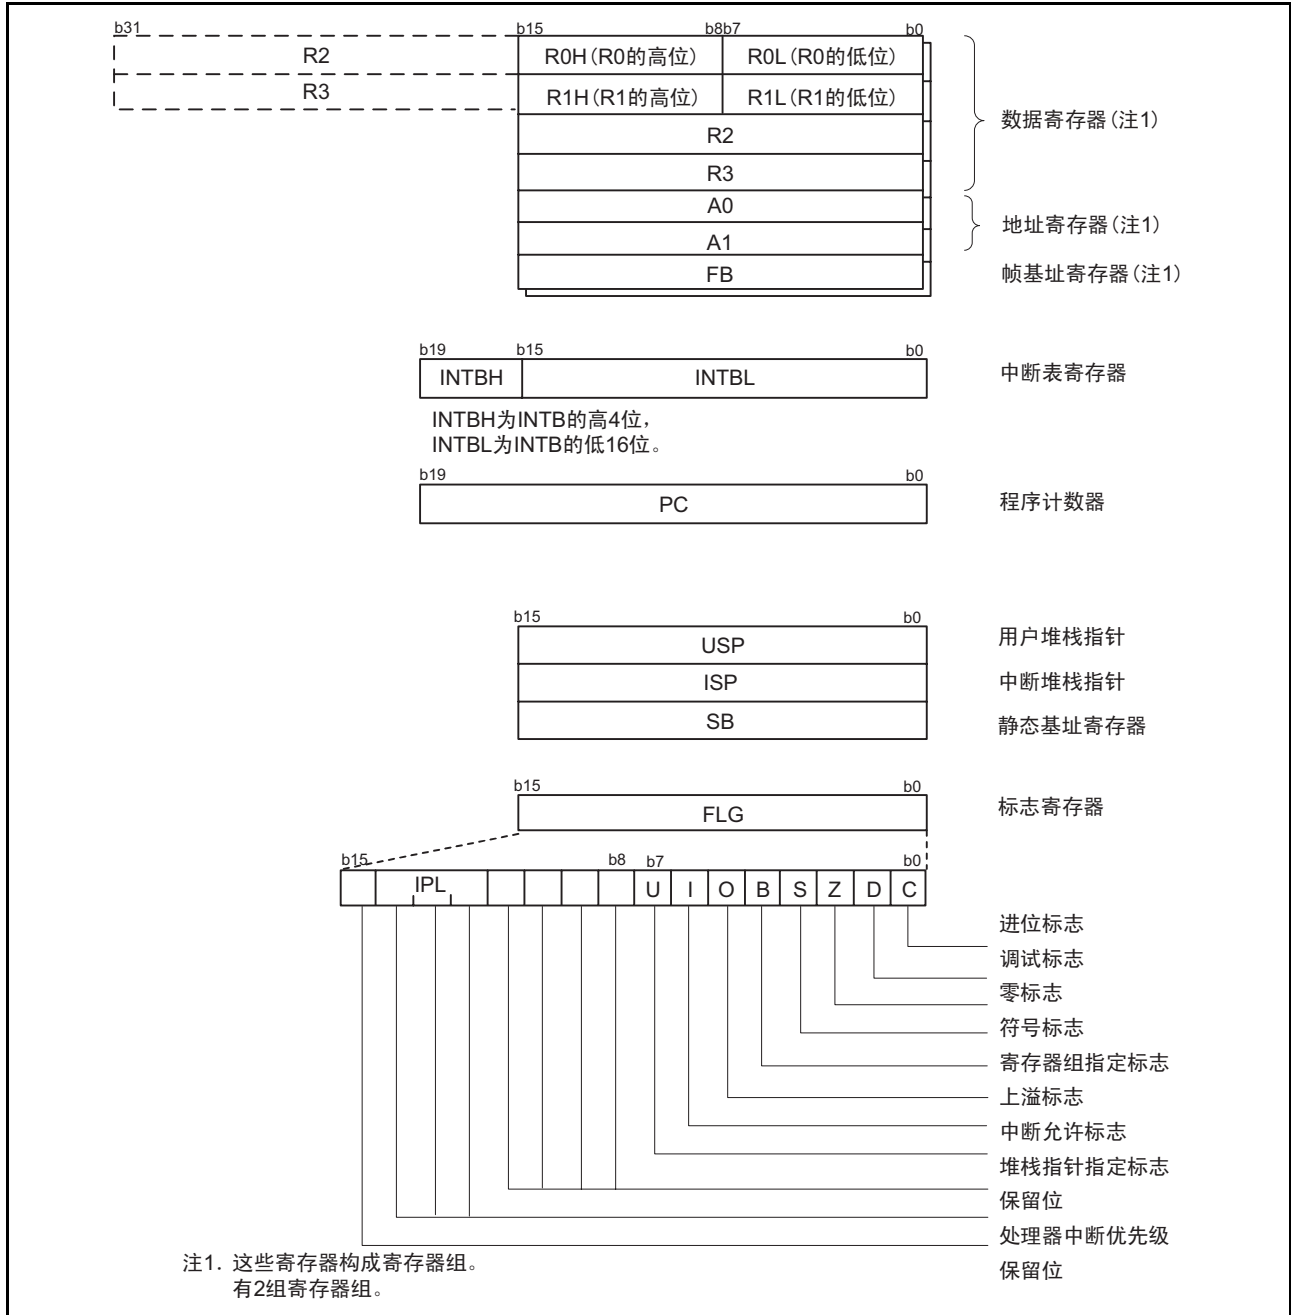 b31 b15 b8b7 b0
R2 R0H(R0的高位) R0L(R0的低位)
R3 R1H(R1的高位) R1L(R1的低位)
数据寄存器(注1)
R2
R3
A0
地址寄存器(注1)
A1
FB 帧基址寄存器(注1)
b19 b15 b0
INTBH INTBL 中断表寄存器
INTBH为INTB的高4位，
INTBL为INTB的低16位。
b19 b0
PC 程序计数器
b15 b0
USP 用户堆栈指针
ISP 中断堆栈指针
SB 静态基址寄存器
b15 b0
FLG 标志寄存器
b15 b8 b7 b0
IPL U I O B S Z D C
进位标志
调试标志
零标志
符号标志
寄存器组指定标志
上溢标志
中断允许标志
堆栈指针指定标志
保留位
处理器中断优先级
保留位
注1. 这些寄存器构成寄存器组。
有2组寄存器组。